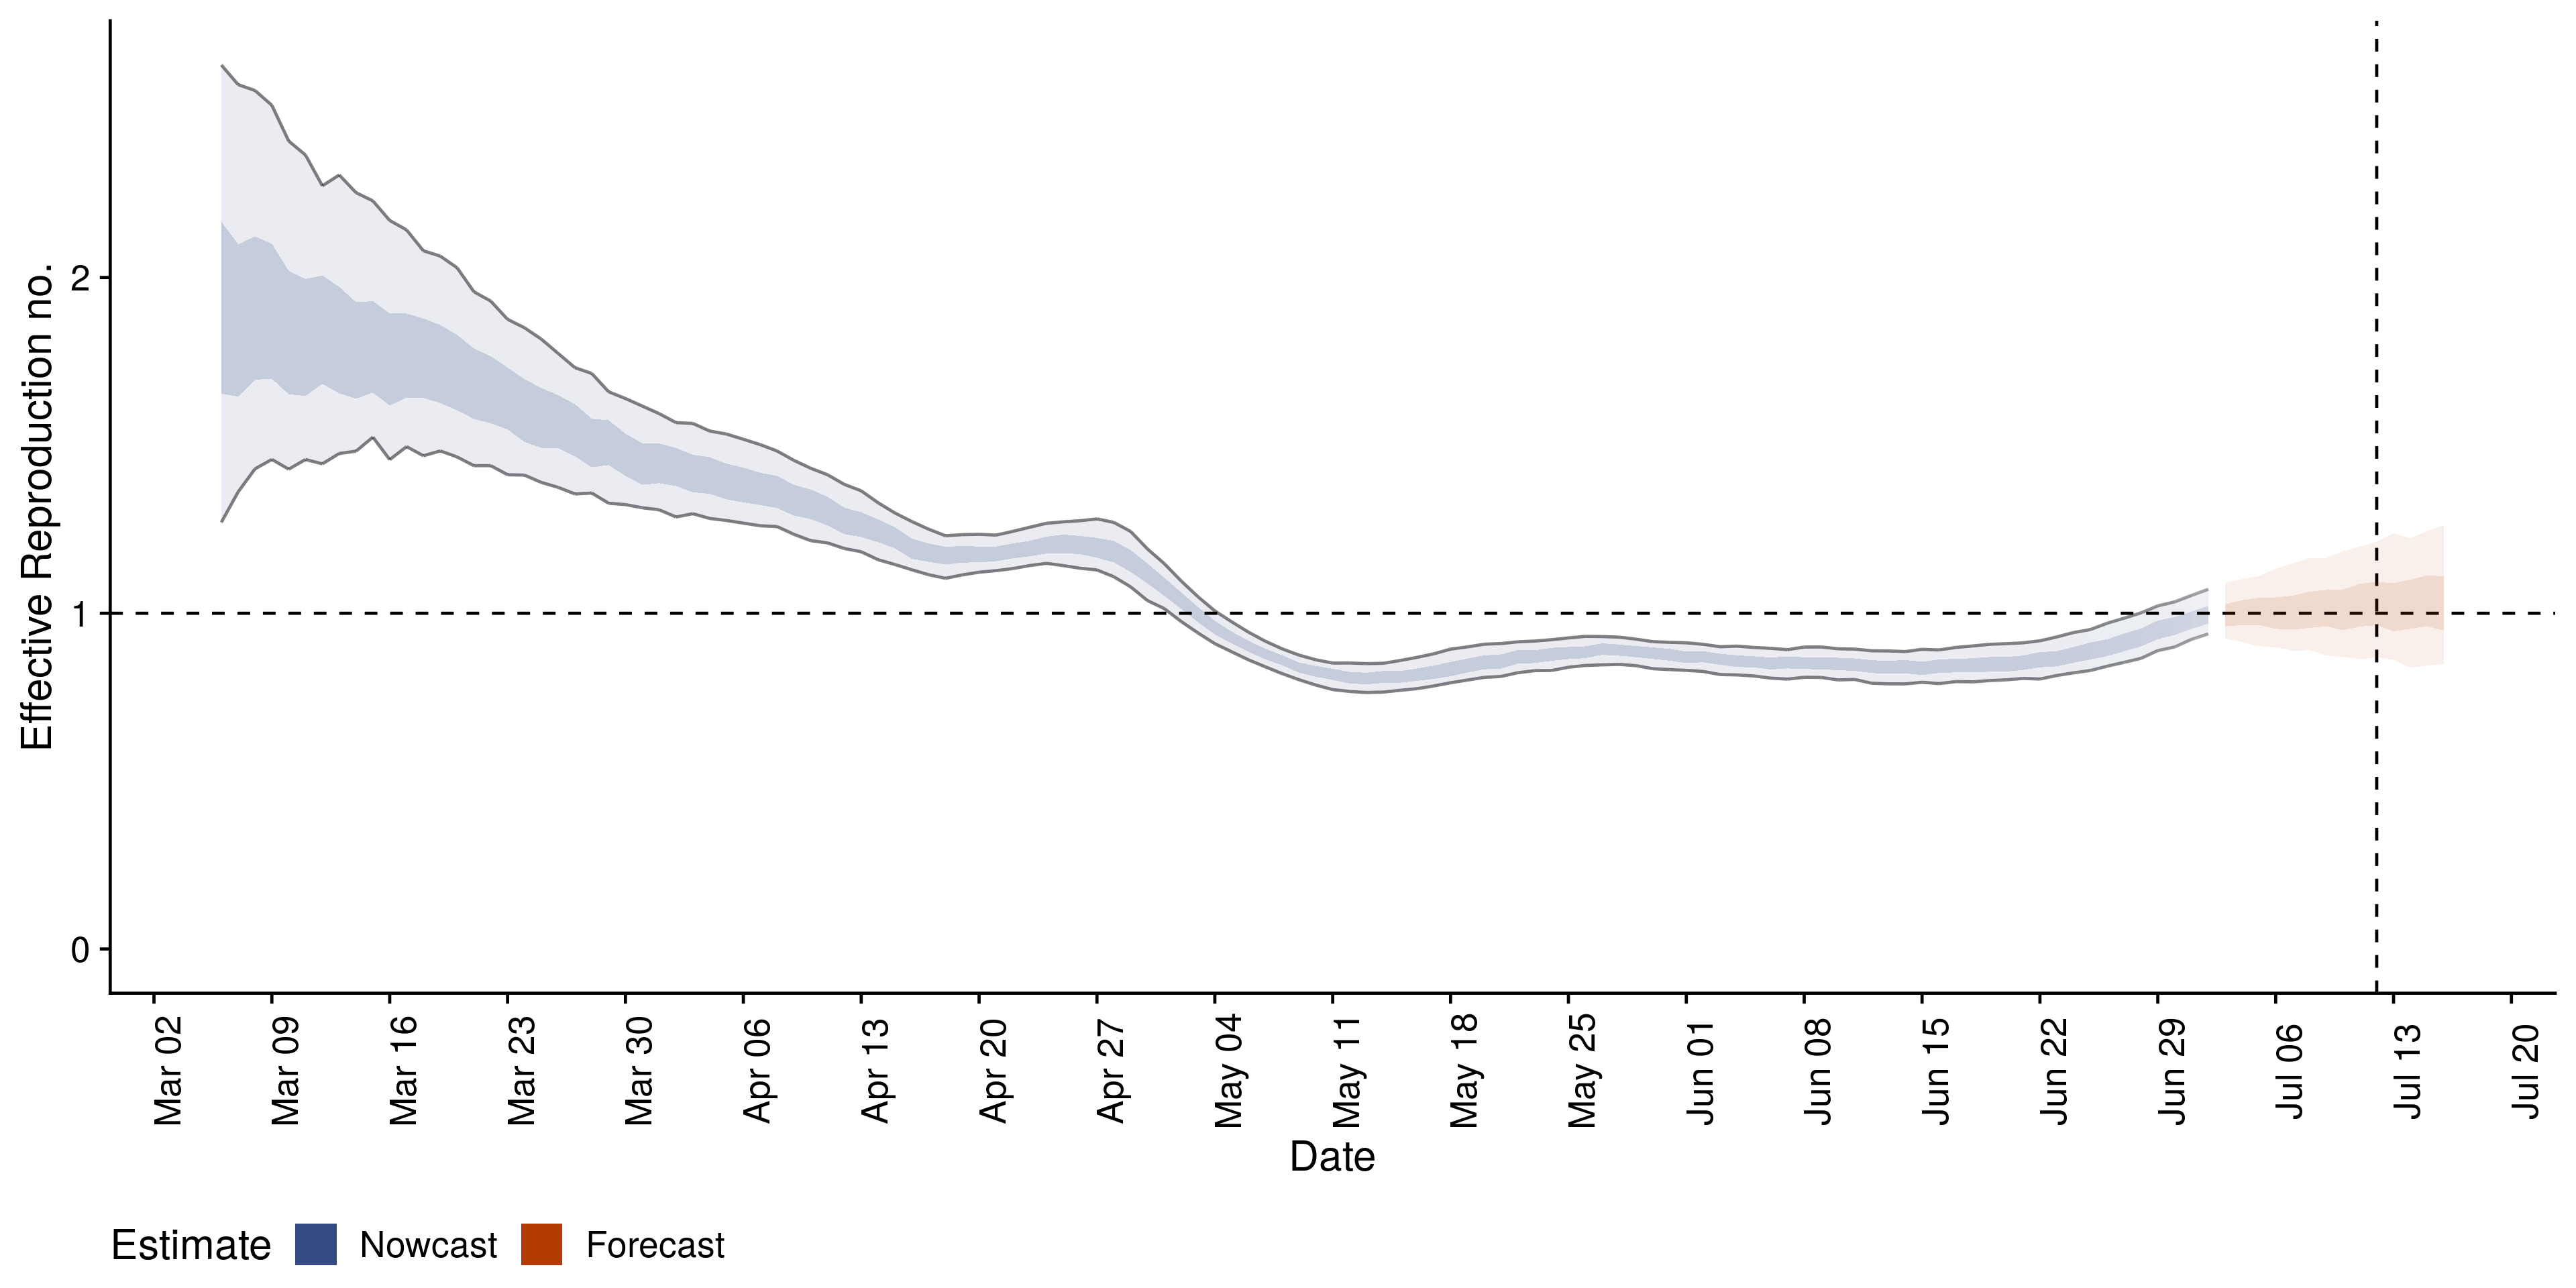 Effective Reproduction no.
2
1
0
Mar 02
Mar 09
Mar 16
Mar 23
Mar 30
Apr 06
Apr 13
Apr 20
Apr 27
May 04
May 11
May 18
May 25
Jun 01
Jun 08
Jun 15
Jun 22
Jun 29
Jul 06
Jul 13
Jul 20
Date
Estimate Nowcast Forecast